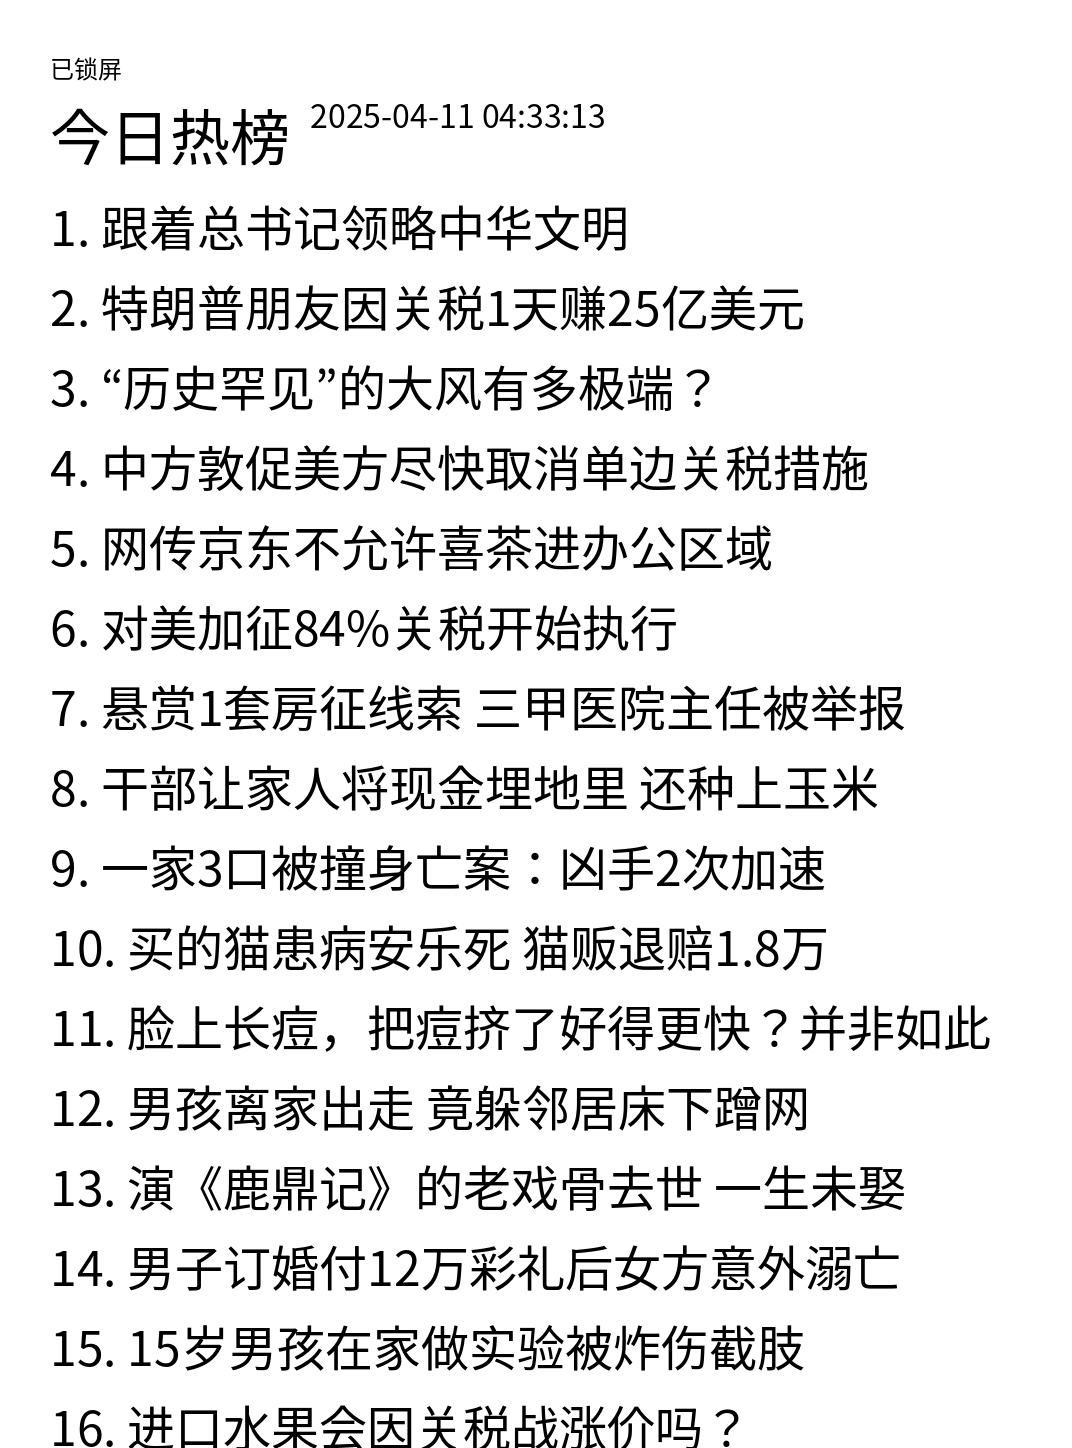 已锁屏
今日热榜 2025-04-11 04:33:13
1. 跟着总书记领略中华文明
2. 特朗普朋友因关税1天赚25亿美元
3. “历史罕见”的大风有多极端？
4. 中方敦促美方尽快取消单边关税措施
5. 网传京东不允许喜茶进办公区域
6. 对美加征84%关税开始执行
7. 悬赏1套房征线索 三甲医院主任被举报
8. 干部让家人将现金埋地里 还种上玉米
9. 一家3口被撞身亡案：凶手2次加速
10. 买的猫患病安乐死 猫贩退赔1.8万
11. 脸上长痘，把痘挤了好得更快？并非如此
12. 男孩离家出走 竟躲邻居床下蹭网
13. 演《鹿鼎记》的老戏骨去世 一生未娶
14. 男子订婚付12万彩礼后女方意外溺亡
15. 15岁男孩在家做实验被炸伤截肢
16. 进口水果会因关税战涨价吗？